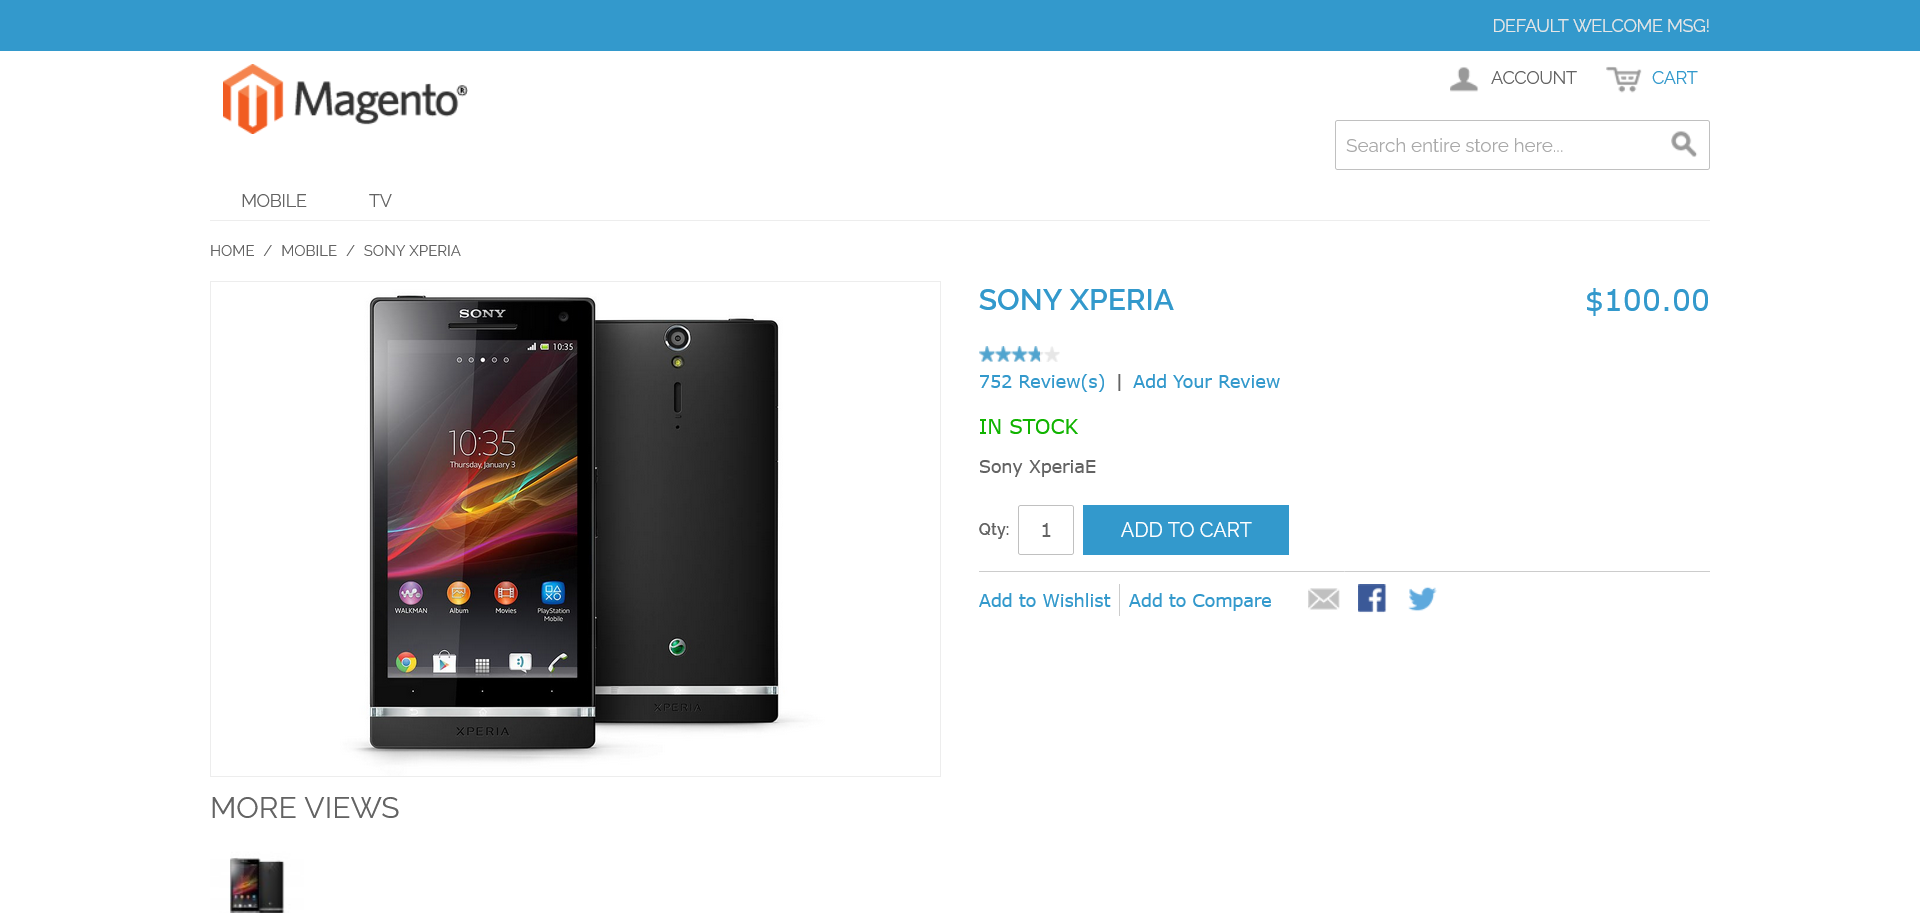 DEFAULT WELCOME MSG!
Magento®
ACCOUNT
CART
Search entire store here...
MOBILE
TV
HOME / MOBILE / SONY XPERIA
SONY
10:35
10:35
Thursday, January 3
WALKMAN
Album
Movies
PlayStation
Mobile
XPERIA
XPERIA
SONY XPERIA
$100.00
752 Review(s) | Add Your Review
IN STOCK
Sony XperiaE
Qty: 1 ADD TO CART
Add to Wishlist
Add to Compare
MORE VIEWS